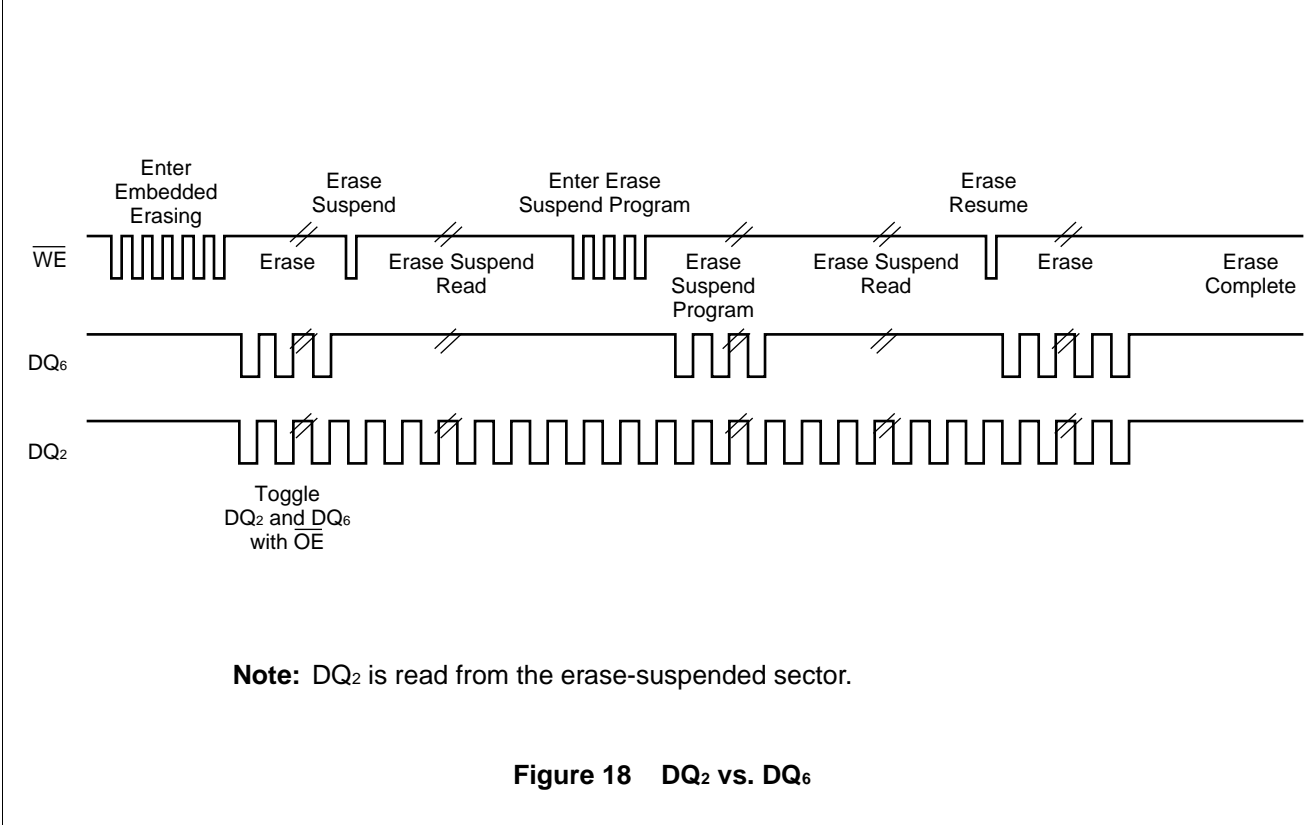 Enter
Embedded
Erasing
Erase
Suspend
Enter Erase
Suspend Program
Erase
Resume
WE
Erase
Erase Suspend
Read
Erase
Suspend
Program
Erase Suspend
Read
Erase
Erase
Complete
DQ6
DQ2
Toggle
DQ2 and DQ6
with OE
Note: DQ2 is read from the erase-suspended sector.
Figure 18 DQ2 vs. DQ6